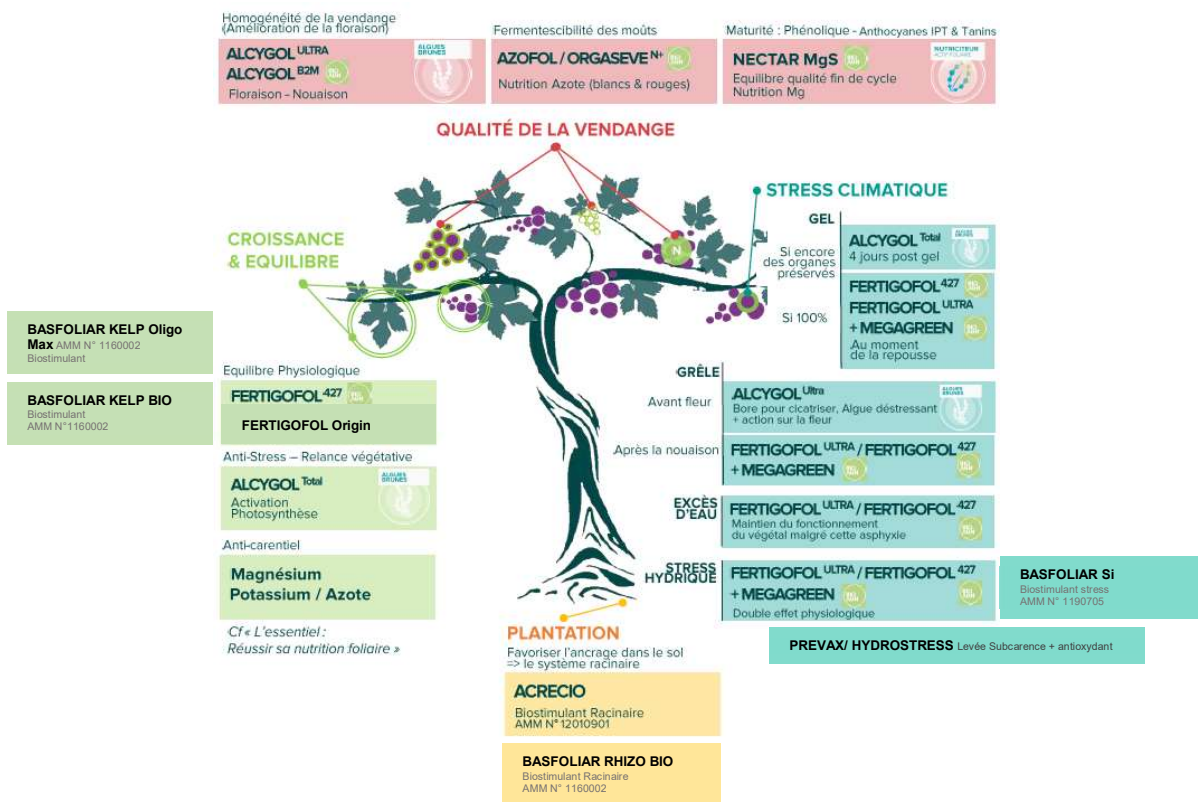 Homogénéité de la vendange
(Amélioration de la floraison)
ALCYGOL ULTRA
ALCYGOL B2M
Floraison - Nouaison
ALGUES
BRUNES
Fermentescibilité des moûts
AZOFOL / ORGASEVE N+
Nutrition Azote (blancs & rouges)
Maturité : Phénolique - Anthocyanes IPT & Tanins
NECTAR MgS
Equilibre qualité fin de cycle
Nutrition Mg
NUTRICITEUR
ACTIF FOLIAIRE
QUALITÉ DE LA VENDANGE
STRESS CLIMATIQUE
CROISSANCE
& EQUILIBRE
N
GEL
Si encore
des organes
préservés
ALCYGOL Total
4 jours post gel
ALGUES
BRUNES
Si 100%
FERTIGOFOL 427
FERTIGOFOL ULTRA
+ MEGAGREEN
Au moment
de la repousse
BASFOLIAR KELP Oligo
Max AMM N° 1160002
Biostimulant
BASFOLIAR KELP BIO
Biostimulant
AMM N°1160002
Equilibre Physiologique
FERTIGOFOL 427
FERTIGOFOL Origin
Anti-Stress – Relance végétative
ALCYGOL Total
Activation
Photosynthèse
ALGUES
BRUNES
Anti-carentiel
Magnésium
Potassium / Azote
Cf « L'essentiel :
Réussir sa nutrition foliaire »
GRÊLE
Avant fleur
ALCYGOL Ultra
Bore pour cicatriser, Algue déstressant
+ action sur la fleur
ALGUES
BRUNES
Après la nouaison
FERTIGOFOL ULTRA / FERTIGOFOL 427
+ MEGAGREEN
EXCÈS
D'EAU
FERTIGOFOL ULTRA / FERTIGOFOL 427
Maintien du fonctionnement
du végétal malgré cette asphyxie
STRESS
HYDRIQUE
FERTIGOFOL ULTRA / FERTIGOFOL 427
+ MEGAGREEN
Double effet physiologique
BASFOLIAR Si
Biostimulant stress
AMM N° 1190705
PREVAX/ HYDROSTRESS Levée Subcarence + antioxydant
PLANTATION
Favoriser l'ancrage dans le sol
=> le système racinaire
ACRECIO
Biostimulant Racinaire
AMM N° 12010901
BASFOLIAR RHIZO BIO
Biostimulant Racinaire
AMM N° 1160002